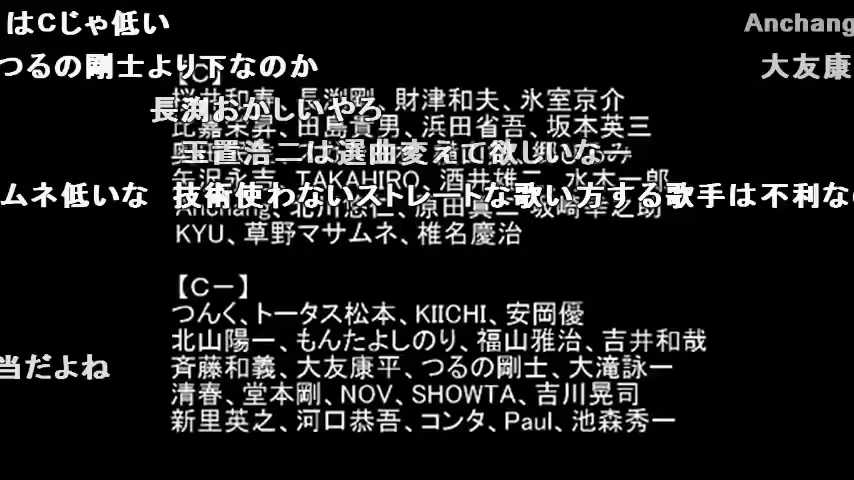 はCじゃ低い
Anchang
つるの剛士より下なのか
大友康
【C】
桜井和寿、長渕剛、財津和夫、氷室京介
長渕おかしいやろ
比嘉栄昇、田島貴男、浜田省吾、坂本英三
玉置浩二は選曲変えて欲しいなー
矢沢永吉、TAKAHIRO、酒井雄二、水木一郎
ムネ低いな
技術使わないストレートな歌い方する歌手は不利なの
Anchang、北川悠仁、原田真二、坂崎幸之助
KYU、草野マサムネ、椎名慶治
【C－】
つんく、トータス松本、KIICHI、安岡優
北山陽一、もんたよしのり、福山雅治、吉井和哉
当だよね
斉藤和義、大友康平、つるの剛士、大滝詠一
清春、堂本剛、NOV、SHOWTA、吉川晃司
新里英之、河口恭吾、コンタ、Paul、池森秀一